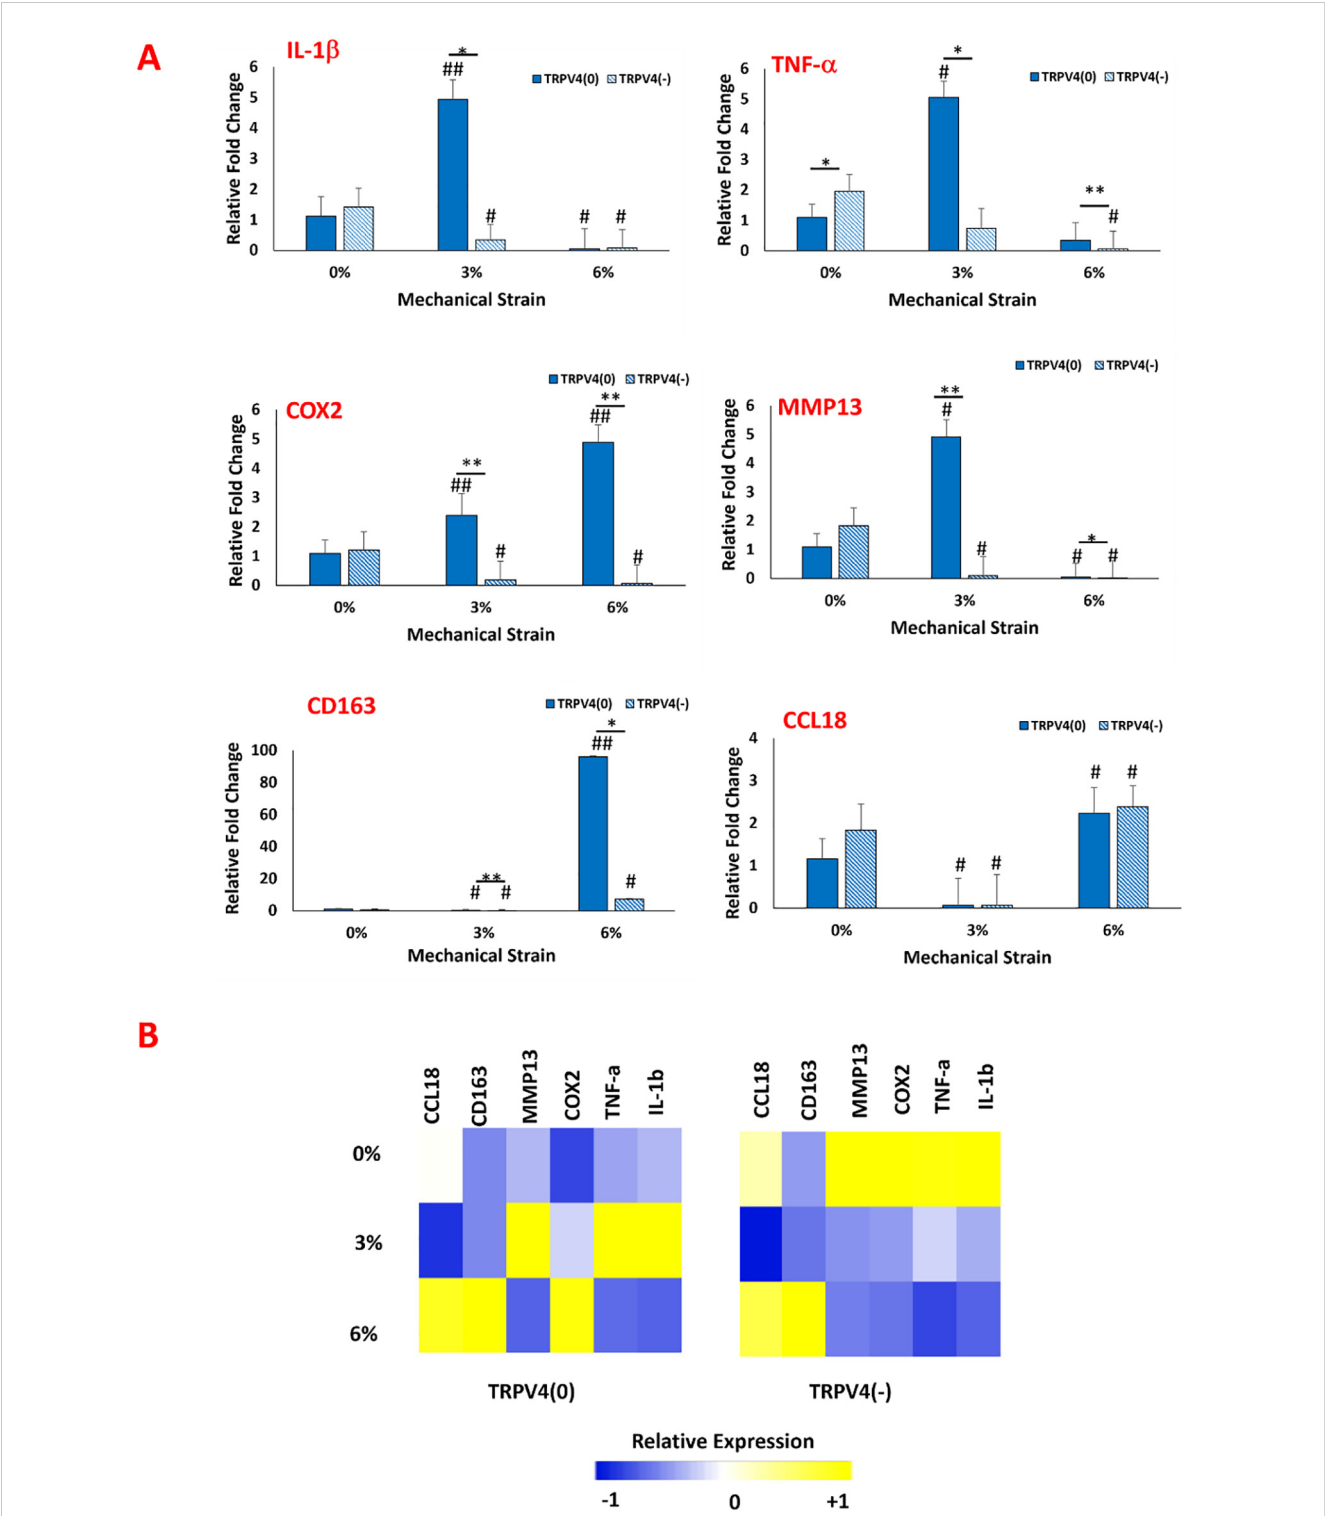 A
IL-1β
* 
##
TRPV4(0) TRPV4(-)
Relative Fold Change
6
5
4
3
2
1
0
#
# #
0% 3% 6%
Mechanical Strain
TNF-α
*
#
TRPV4(0) TRPV4(-)
Relative Fold Change
6
5
4
3
2
1
0
*
**
#
0% 3% 6%
Mechanical Strain
TRPV4(0) TRPV4(-)
COX2
**
##
Relative Fold Change
6
5
4
3
2
1
0
**
##
#
#
0% 3% 6%
Mechanical Strain
TRPV4(0) TRPV4(-)
MMP13
**
#
Relative Fold Change
6
5
4
3
2
1
0
#
*
# #
0% 3% 6%
Mechanical Strain
CD163
TRPV4(0) TRPV4(-)
*
##
Relative Fold Change
100
80
60
40
20
0
**
# #
#
0% 3% 6%
Mechanical Strain
CCL18
TRPV4(0) TRPV4(-)
Relative Fold Change
4
3
2
1
0
# #
# #
0% 3% 6%
Mechanical Strain
B
CCL18 CD163 MMP13 COX2 TNF-a IL-1b
CCL18 CD163 MMP13 COX2 TNF-a IL-1b
0%
3%
6%
TRPV4(0) TRPV4(-)
Relative Expression
-1 0 +1